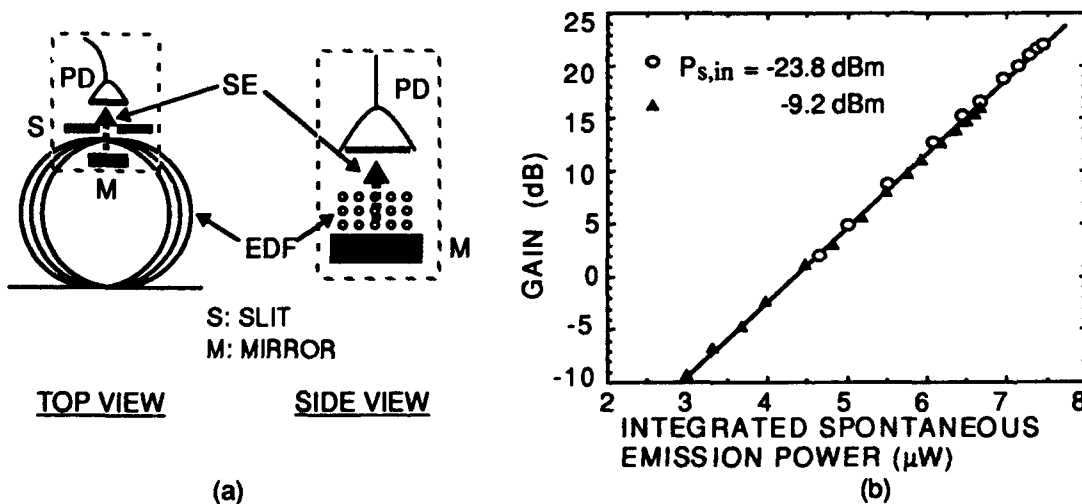 PD
SE
PD
S
M
EDF
M
S: SLIT
M: MIRROR
TOP VIEW
SIDE VIEW
(a)
GAIN (dB)
25
20
15
10
5
0
-5
-10
2 3 4 5 6 7 8
P_s,in = -23.8 dBm
-9.2 dBm
INTEGRATED SPONTANEOUS
EMISSION POWER (µW)
(b)